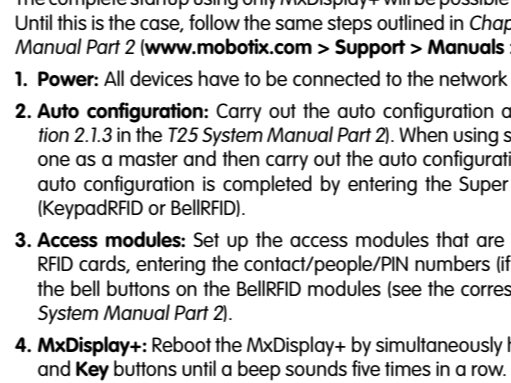 The complete startup using only MxDisplay+ will be possible
Until this is the case, follow the same steps outlined in Chap
Manual Part 2 (www.mobotix.com > Support > Manuals
1. Power: All devices have to be connected to the network
2. Auto configuration: Carry out the auto configuration a
tion 2.1.3 in the T25 System Manual Part 2). When using s
one as a master and then carry out the auto configurati
auto configuration is completed by entering the Super
(KeypadRFID or BellRFID).
3. Access modules: Set up the access modules that are
RFID cards, entering the contact/people/PIN numbers (if
the bell buttons on the BellRFID modules (see the corres
System Manual Part 2).
4. MxDisplay+: Reboot the MxDisplay+ by simultaneously h
and Key buttons until a beep sounds five times in a row.